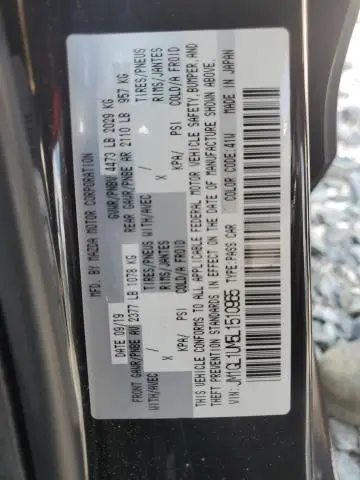 MFD. BY MAZDA MOTOR CORPORATION
DATE 09/19 GVWR/PNBV 4473 LB 2029 KG
FRONT GAWR/PNBE AV 2377 LB 1078 KG REAR GAWR/PNBE AR 2110 LB 957 KG
WITH/AVEC / TIRES/PNEUS WITH/AVEC / TIRES/PNEUS
X RIMS/JANTES X RIMS/JANTES
KPA/ PSI COLD/A FROID KPA/ PSI COLD/A FROID
THIS VEHICLE CONFORMS TO ALL APPLICABLE FEDERAL MOTOR VEHICLE SAFETY,BUMPER,AND
THEFT PREVENTION STANDARDS IN EFFECT ON THE DATE OF MANUFACTURE SHOWN ABOVE.
VIN:JM1GL1UM5L1510985 TYPE:PASS CAR COLOR CODE:41W MADE IN JAPAN